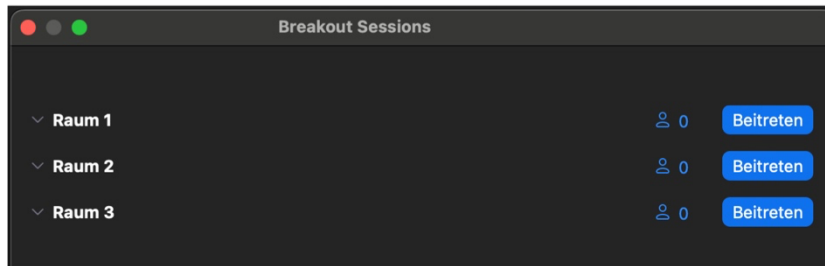 Breakout Sessions
Raum 1 0 Beitreten
Raum 2 0 Beitreten
Raum 3 0 Beitreten